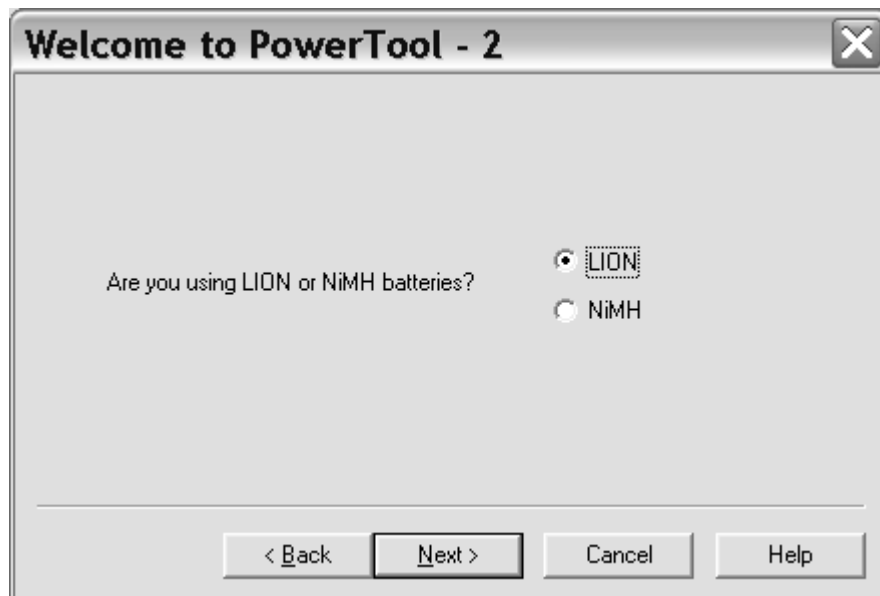 Welcome to PowerTool - 2
Are you using LION or NiMH batteries?
LION
NiMH
< Back
Next >
Cancel
Help